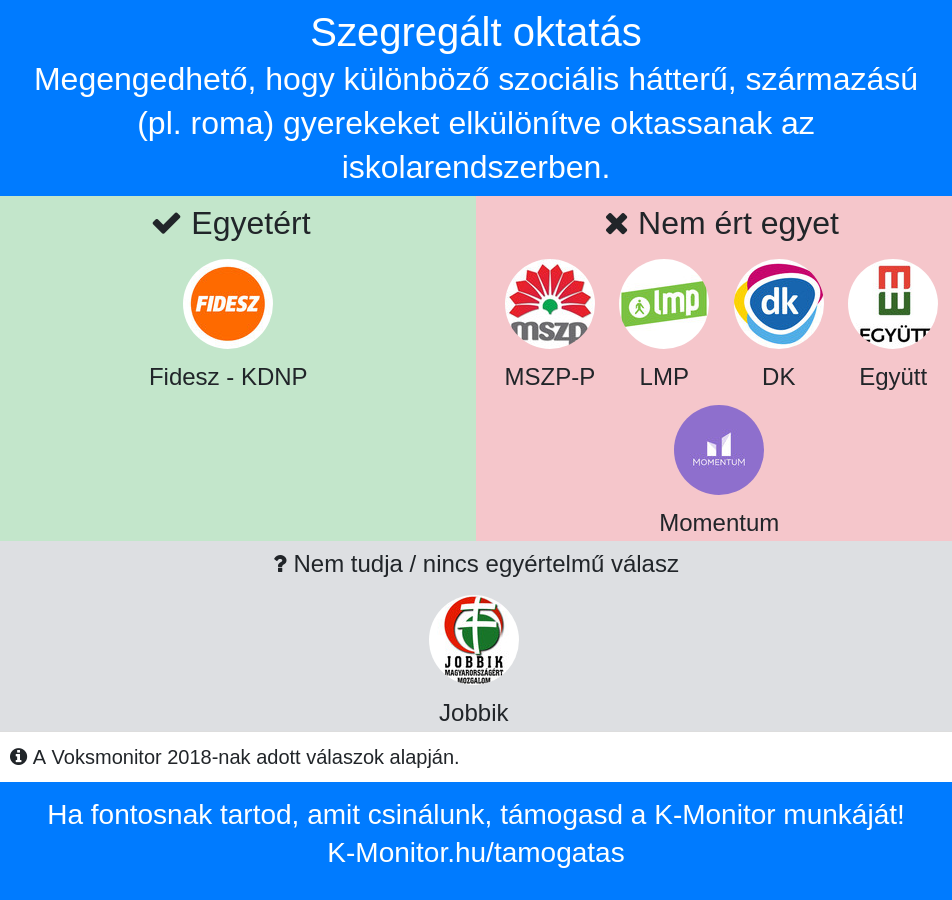 Szegregált oktatás
Megengedhető, hogy különböző szociális hátterű, származású
(pl. roma) gyerekeket elkülönítve oktassanak az
iskolarendszerben.
Egyetért
Nem ért egyet
FIDESZ
mszp
lmp
dk
EGYÜTT
Fidesz - KDNP
MSZP-P
LMP
DK
Együtt
MOMENTUM
Momentum
? Nem tudja / nincs egyértelmű válasz
JOBBIK
MAGYARORSZÁGÉRT
MOZGALOM
Jobbik
A Voksmonitor 2018-nak adott válaszok alapján.
Ha fontosnak tartod, amit csinálunk, támogasd a K-Monitor munkáját!
K-Monitor.hu/tamogatas